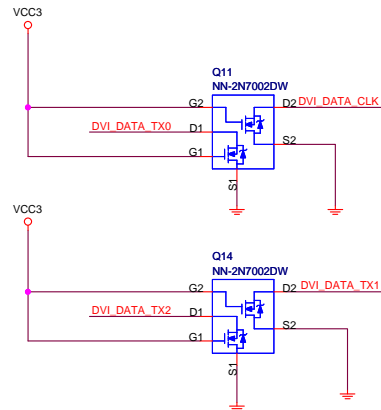 VCC3
Q11
NN-2N7002DW
G2
D2
DVI_DATA_CLK
DVI_DATA_TX0
D1
S2
G1
S1
VCC3
Q14
NN-2N7002DW
G2
D2
DVI_DATA_TX1
DVI_DATA_TX2
D1
S2
G1
S1